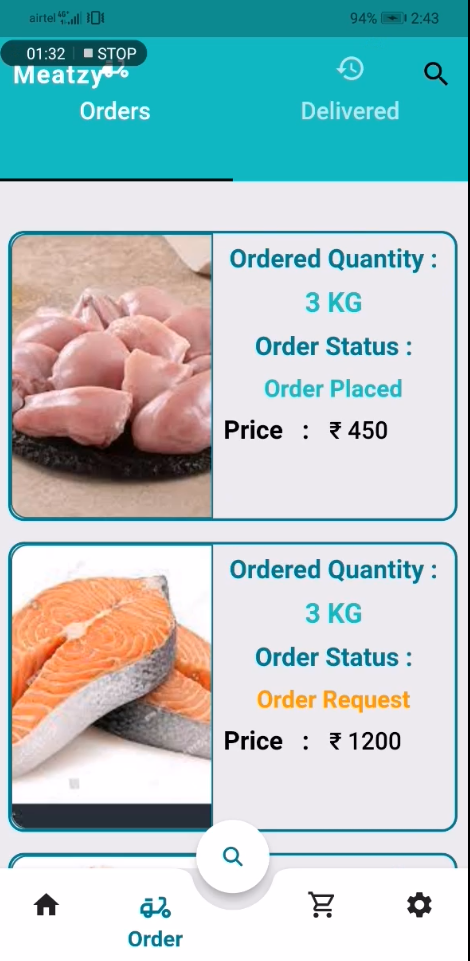 airtel 4G+ 94% 2:43
01:32 STOP
Meatzy
Orders Delivered
Ordered Quantity :
3 KG
Order Status :
Order Placed
Price : ₹ 450
Ordered Quantity :
3 KG
Order Status :
Order Request
Price : ₹ 1200
Order